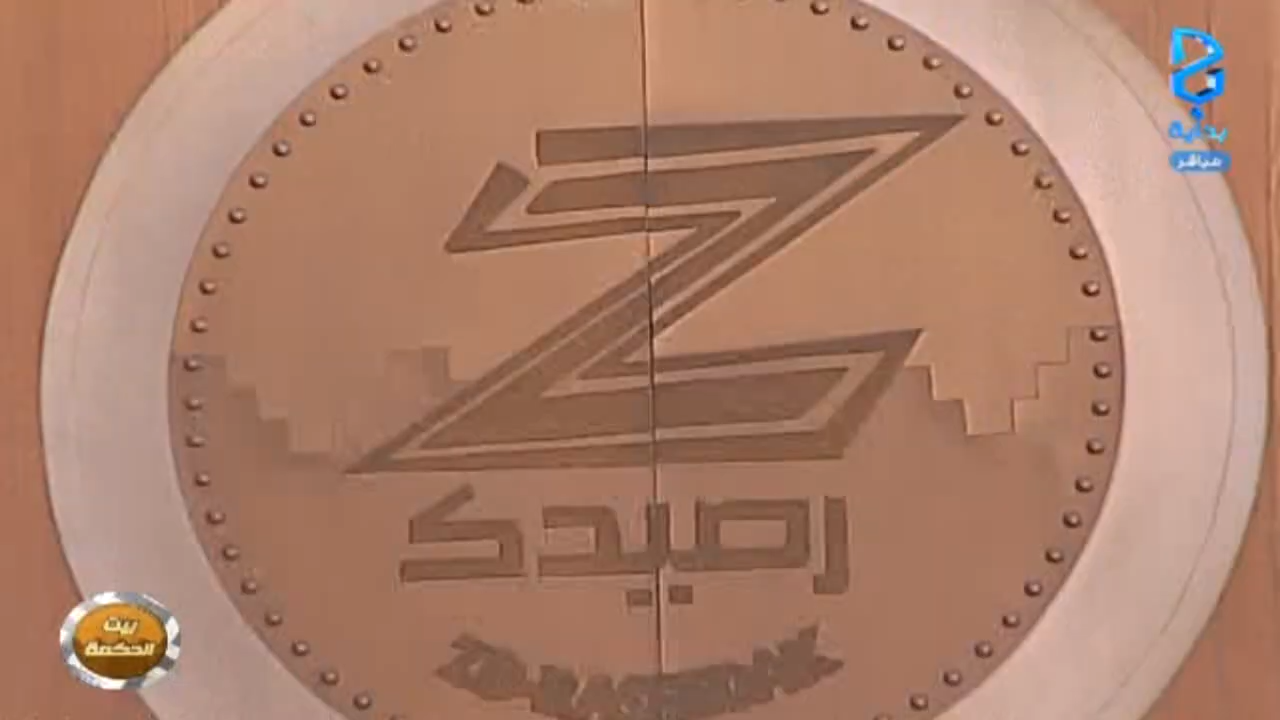 بداية
مباشر
رصيدك
بيت
الحكمة